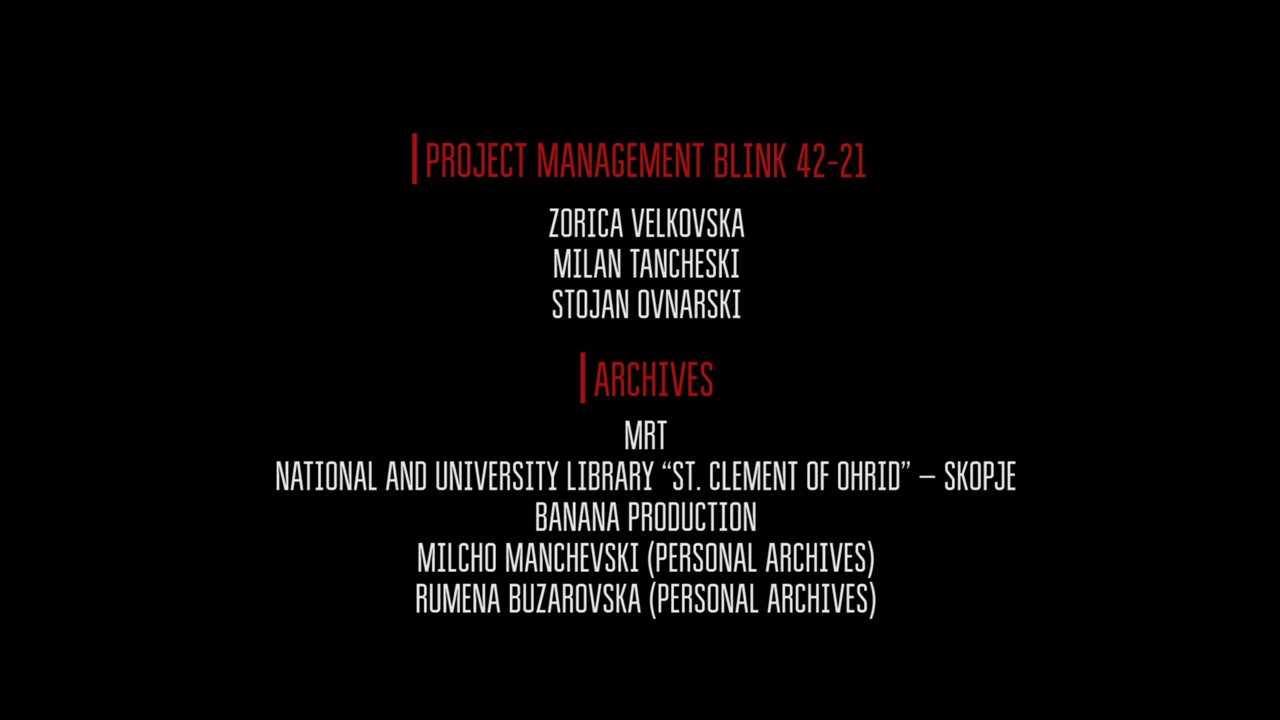 PROJECT MANAGEMENT BLINK 42-21
ZORICA VELKOVSKA
MILAN TANCHESKI
STOJAN OVNARSKI
ARCHIVES
MRT
NATIONAL AND UNIVERSITY LIBRARY “ST. CLEMENT OF OHRID” – SKOPJE
BANANA PRODUCTION
MILCHO MANCHEVSKI (PERSONAL ARCHIVES)
RUMENA BUZAROVSKA (PERSONAL ARCHIVES)